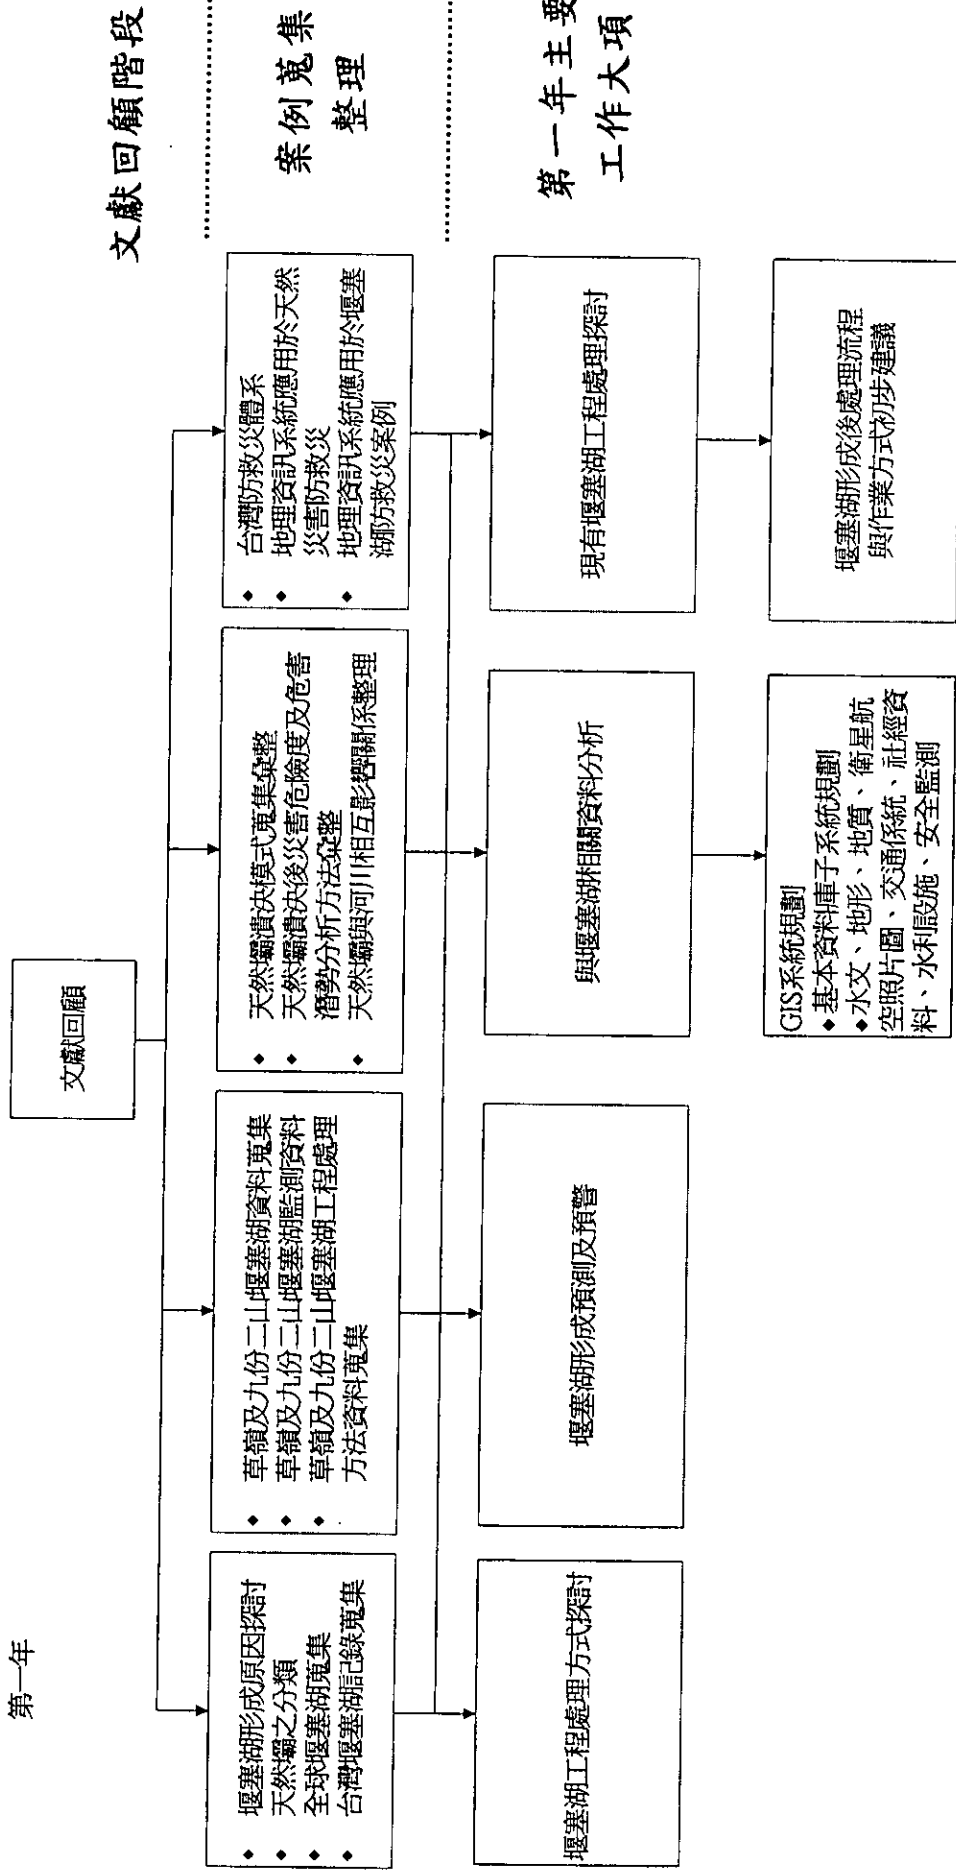 第一年
文獻回顧階段
文獻回顧
案例蒐集
整理
◆ 堰塞湖形成原因探討
◆ 天然壩之分類
◆ 全球堰塞湖蒐集
◆ 台灣堰塞湖記錄蒐集
◆ 草嶺及九份二山堰塞湖資料蒐集
◆ 草嶺及九份二山堰塞湖監測資料
◆ 草嶺及九份二山堰塞湖工程處理
方法資料蒐集
◆ 天然壩潰決模式蒐集彙整
◆ 天然壩潰決後災害危險度及危害
潛勢分析方法彙整
◆ 天然壩與河川相互影響關係整理
◆ 台灣防救災體系
◆ 地理資訊系統應用於天然
災害防救災
◆ 地理資訊系統應用於堰塞
湖防救災案例
第一年主要
工作大項
堰塞湖工程處理方式探討
堰塞湖形成預測及預警
與堰塞湖相關資料分析
現有堰塞湖工程處理探討
GIS系統規劃
◆基本資料庫子系統規劃
◆水文、地形、地質、衛星航
空照片圖、交通係統、社經資
料、水利設施、安全監測
堰塞湖形成後處理流程
與作業方式初步建議